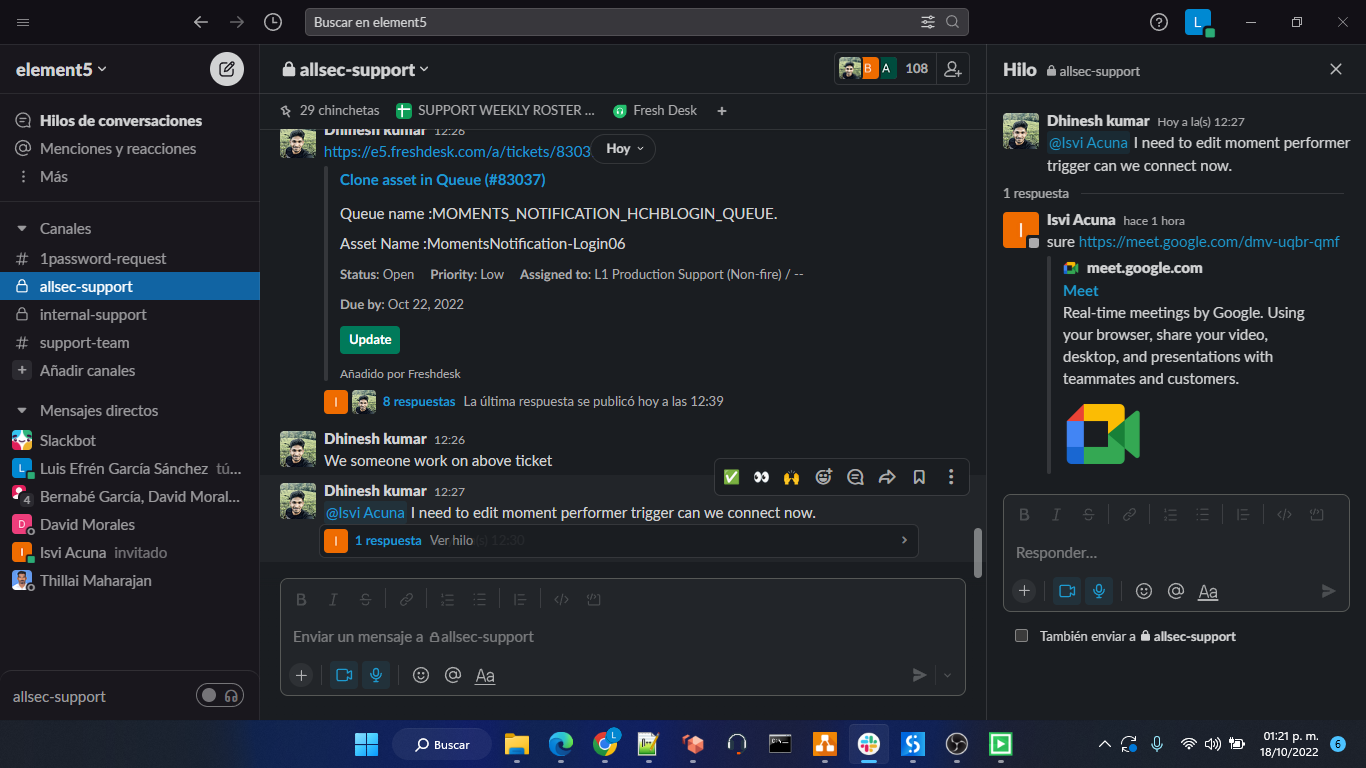 Buscar en element5
L
element5
Hilos de conversaciones
Menciones y reacciones
Más
Canales
# 1password-request
allsec-support
internal-support
# support-team
+ Añadir canales
Mensajes directos
Slackbot
L
Luis Efrén García Sánchez tú...
4
Bernabé García, David Moral...
D
David Morales
I
Isvi Acuna invitado
Thillai Maharajan
allsec-support
allsec-support
B A 108
29 chinchetas
SUPPORT WEEKLY ROSTER ...
Fresh Desk
+
Dhinesh kumar 12:26
https://e5.freshdesk.com/a/tickets/8303
Hoy
Clone asset in Queue (#83037)
Queue name :MOMENTS_NOTIFICATION_HCHBLOGIN_QUEUE.
Asset Name :MomentsNotification-Login06
Status: Open Priority: Low Assigned to: L1 Production Support (Non-fire) / --
Due by: Oct 22, 2022
Update
Añadido por Freshdesk
I
8 respuestas La última respuesta se publicó hoy a las 12:39
Dhinesh kumar 12:26
We someone work on above ticket
Dhinesh kumar 12:27
@Isvi Acuna I need to edit moment performer trigger can we connect now.
I
1 respuesta Ver hilo
B I S
Enviar un mensaje a allsec-support
+ @ Aa
Hilo allsec-support
Dhinesh kumar Hoy a la(s) 12:27
@Isvi Acuna I need to edit moment performer
trigger can we connect now.
1 respuesta
I
Isvi Acuna hace 1 hora
sure https://meet.google.com/dmv-uqbr-qmf
meet.google.com
Meet
Real-time meetings by Google. Using
your browser, share your video,
desktop, and presentations with
teammates and customers.
B I S
Responder...
+ @ Aa
También enviar a allsec-support
Buscar
L
01:21 p. m.
18/10/2022
6